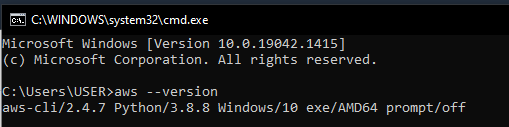 C:\WINDOWS\system32\cmd.exe
Microsoft Windows [Version 10.0.19042.1415]
(c) Microsoft Corporation. All rights reserved.
C:\Users\USER>aws --version
aws-cli/2.4.7 Python/3.8.8 Windows/10 exe/AMD64 prompt/off